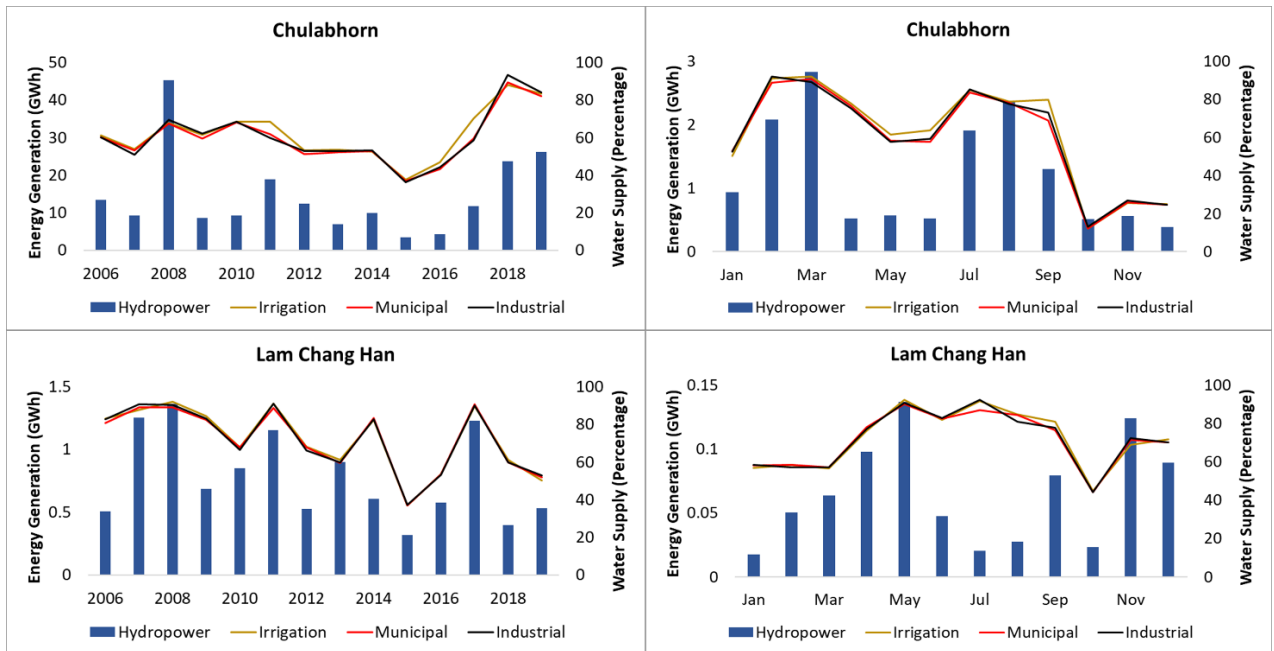 Chulabhorn
Energy Generation (GWh)
50
40
30
20
10
0
100
80
60
40
20
0
Water Supply (Percentage)
2006 2008 2010 2012 2014 2016 2018
Hydropower Irrigation Municipal Industrial
Chulabhorn
Energy Generation (GWh)
3
2
1
0
100
80
60
40
20
0
Water Supply (Percentage)
Jan Mar May Jul Sep Nov
Hydropower Irrigation Municipal Industrial
Lam Chang Han
Energy Generation (GWh)
1.5
1
0.5
0
100
80
60
40
20
0
Water Supply (Percentage)
2006 2008 2010 2012 2014 2016 2018
Hydropower Irrigation Municipal Industrial
Lam Chang Han
Energy Generation (GWh)
0.15
0.1
0.05
0
100
80
60
40
20
0
Water Supply (Percentage)
Jan Mar May Jul Sep Nov
Hydropower Irrigation Municipal Industrial